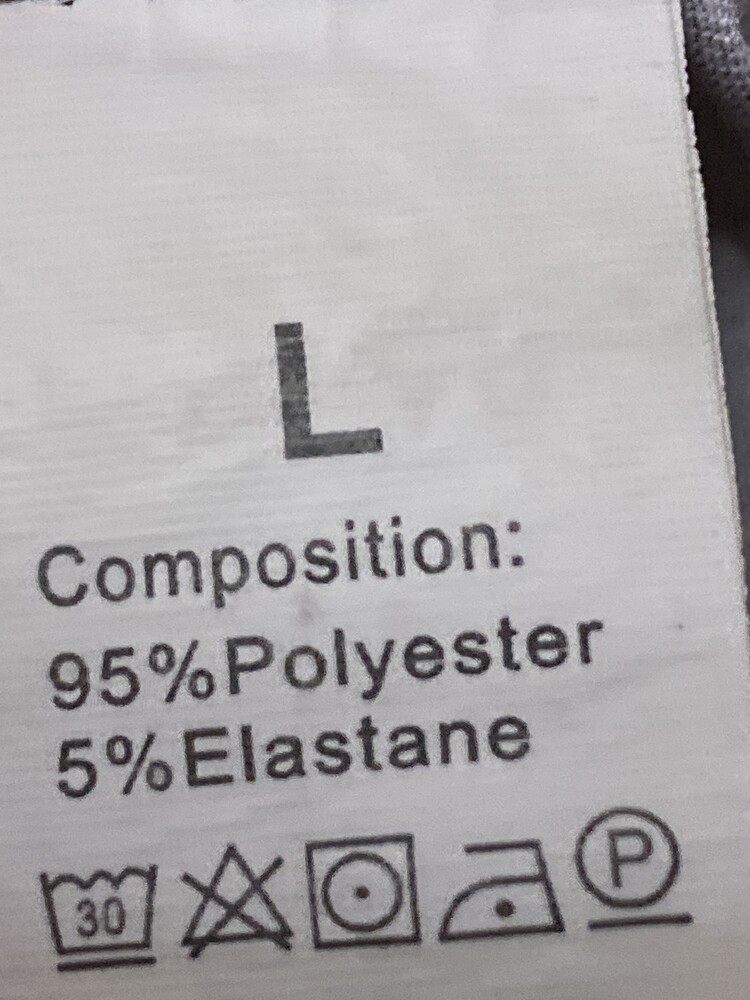 L
Composition:
95%Polyester
5%Elastane
30 P